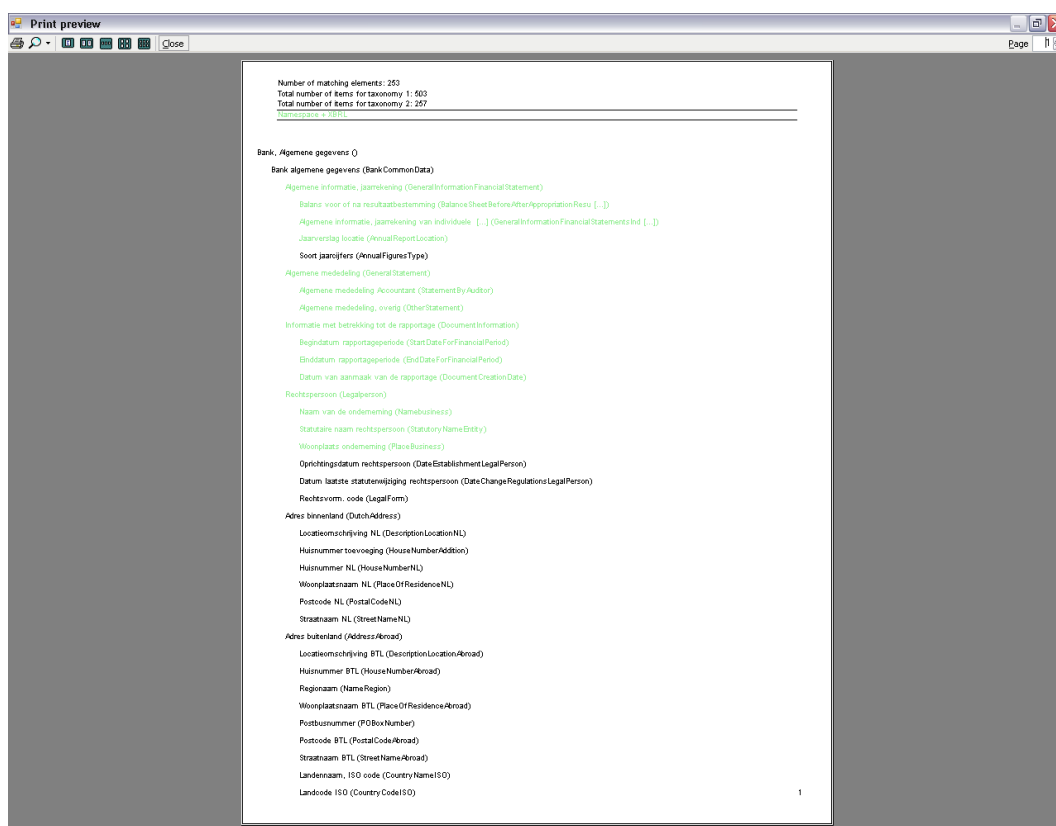 Print preview
Close
Page 1
Number of matching elements: 253
Total number of items for taxonomy 1: 503
Total number of items for taxonomy 2: 257
Namespace + XBRL
Bank, Algemene gegevens ()
Bank algemene gegevens (BankCommonData)
Algemene informatie, jaarrekening (GeneralInformationFinancialStatement)
Balans voor of na resultaatbestemming (BalanceSheetBeforeAfterAppropriationResu [...])
Algemene informatie, jaarrekening van individuele [...] (GeneralInformationFinancialStatementsInd [...])
Jaarverslag locatie (AnnualReportLocation)
Soort jaarcijfers (AnnualFiguresType)
Algemene mededeling (GeneralStatement)
Algemene mededeling Accountant (StatementByAuditor)
Algemene mededeling, overig (OtherStatement)
Informatie met betrekking tot de rapportage (DocumentInformation)
Begindatum rapportageperiode (StartDateForFinancialPeriod)
Einddatum rapportageperiode (EndDateForFinancialPeriod)
Datum van aanmaak van de rapportage (DocumentCreationDate)
Rechtspersoon (Legalperson)
Naam van de onderneming (Namebusiness)
Statutaire naam rechtspersoon (StatutoryNameEntity)
Woonplaats onderneming (PlaceBusiness)
Oprichtingsdatum rechtspersoon (DateEstablishmentLegalPerson)
Datum laatste statutenwijziging rechtspersoon (DateChangeRegulationsLegalPerson)
Rechtsvorm. code (LegalForm)
Adres binnenland (DutchAddress)
Locatieomschrijving NL (DescriptionLocationNL)
Huisnummer toevoeging (HouseNumberAddition)
Huisnummer NL (HouseNumberNL)
Woonplaatsnaam NL (PlaceOfResidenceNL)
Postcode NL (PostalCodeNL)
Straatnaam NL (StreetNameNL)
Adres buitenland (AddressAbroad)
Locatieomschrijving BTL (DescriptionLocationAbroad)
Huisnummer BTL (HouseNumberAbroad)
Regionaam (NameRegion)
Woonplaatsnaam BTL (PlaceOfResidenceAbroad)
Postbusnummer (POBoxNumber)
Postcode BTL (PostalCodeAbroad)
Straatnaam BTL (StreetNameAbroad)
Landennaam, ISO code (CountryNameISO)
Landcode ISO (CountryCodeISO) 1